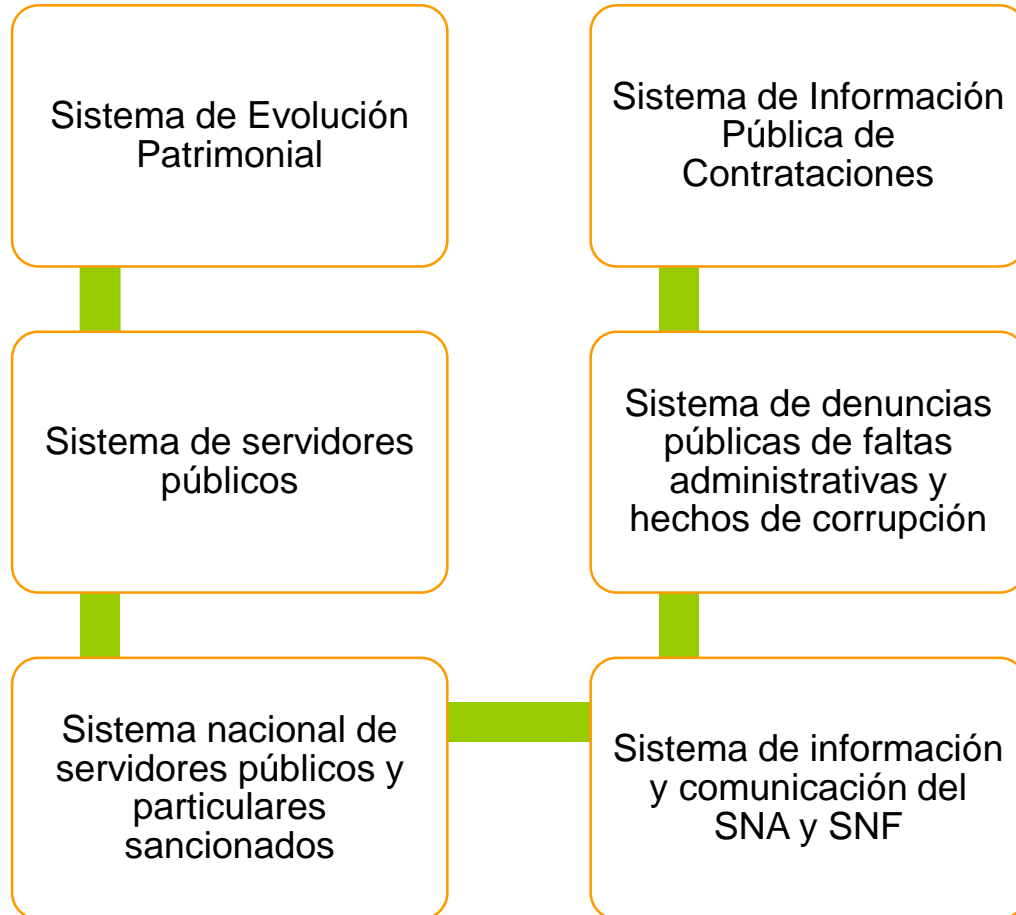 Sistema de Evolución
Patrimonial
Sistema de servidores
públicos
Sistema nacional de
servidores públicos y
particulares
sancionados
Sistema de información
y comunicación del
SNA y SNF
Sistema de denuncias
públicas de faltas
administrativas y
hechos de corrupción
Sistema de Información
Pública de
Contrataciones